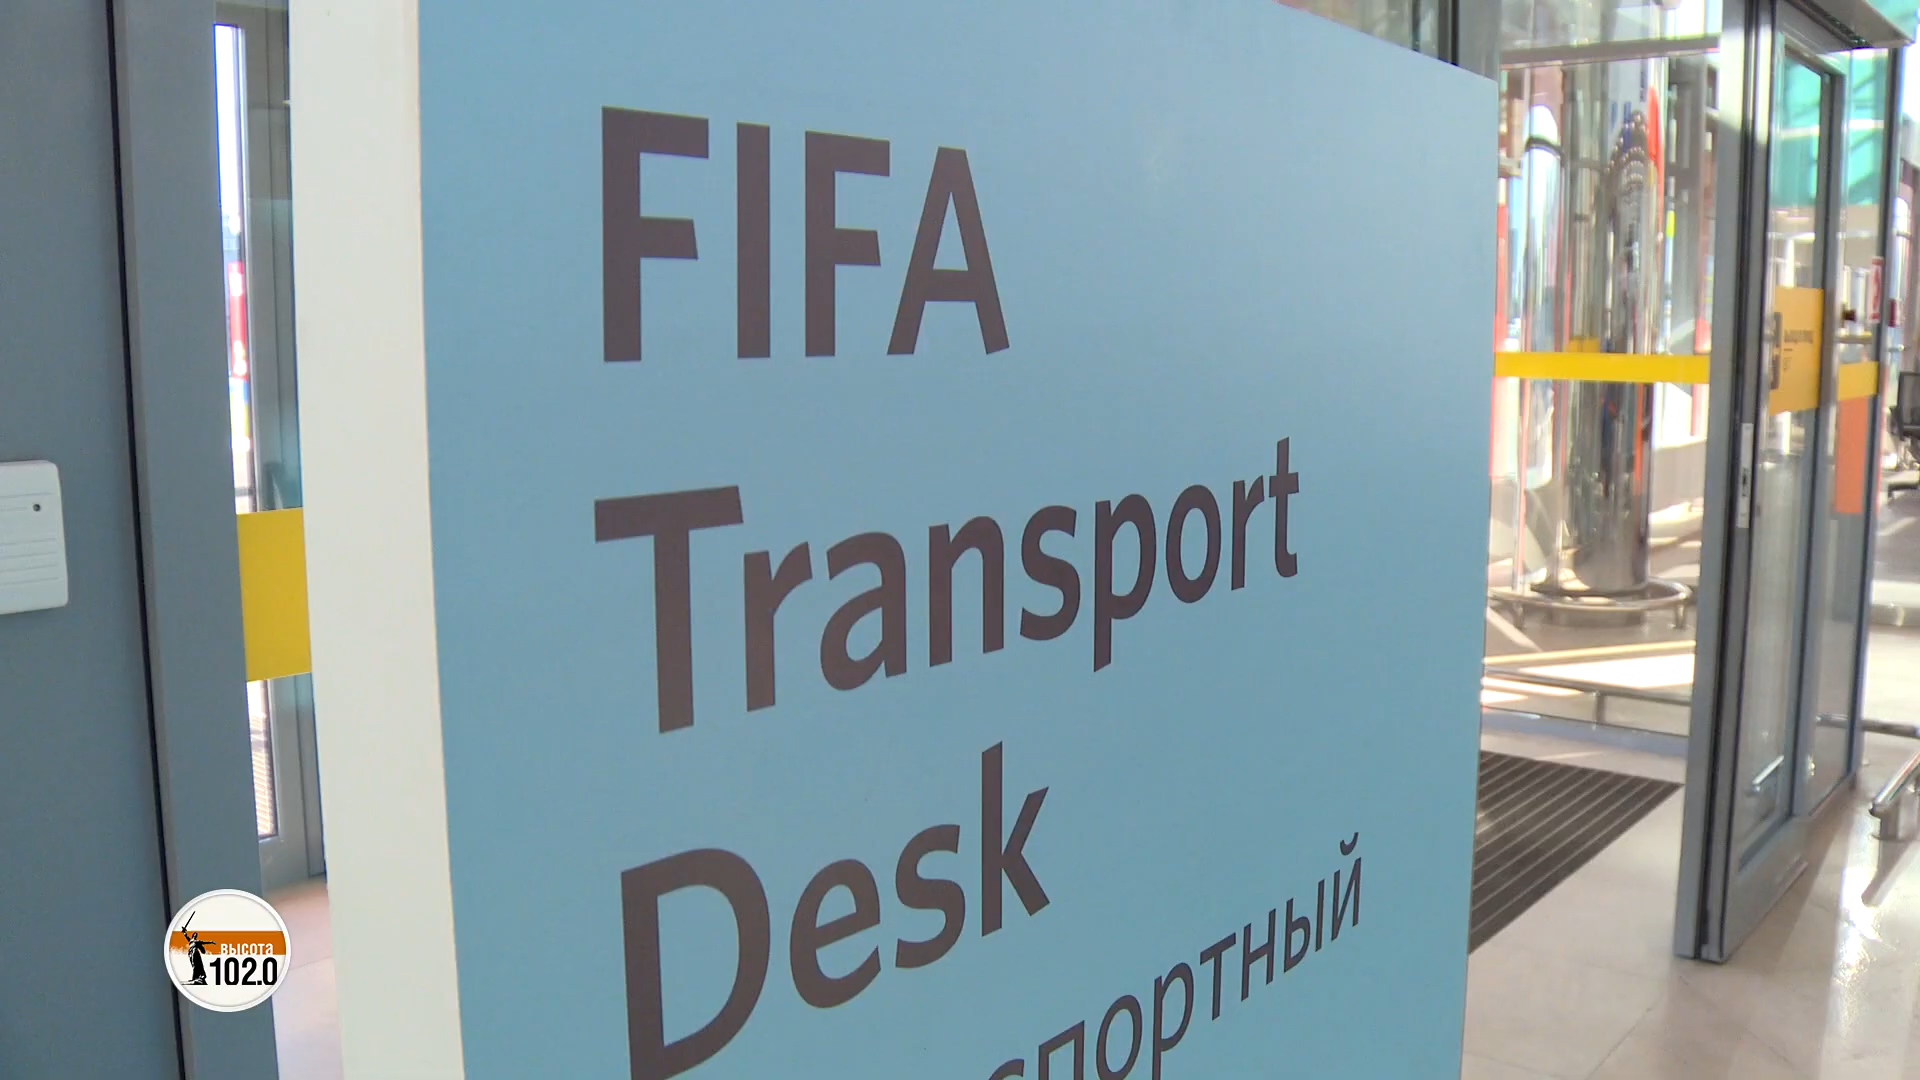 FIFA
Transport
Desk
спортный
высота
102.0